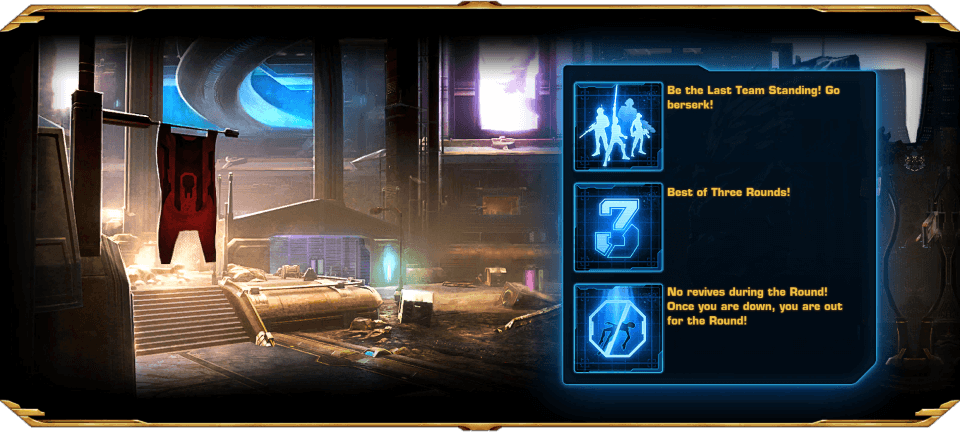 Be the Last Team Standing! Go
berserk!
3
Best of Three Rounds!
No revives during the Round!
Once you are down, you are out
for the Round!